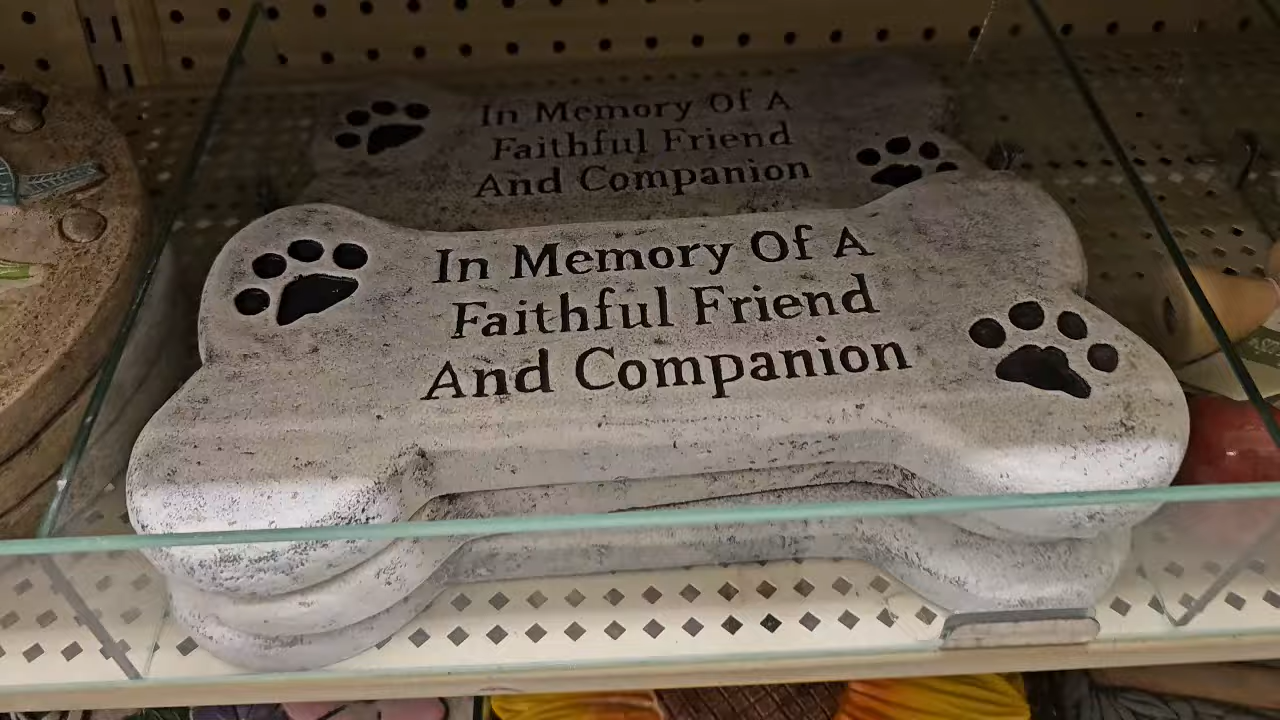 In Memory Of A
Faithful Friend
And Companion
In Memory Of A
Faithful Friend
And Companion